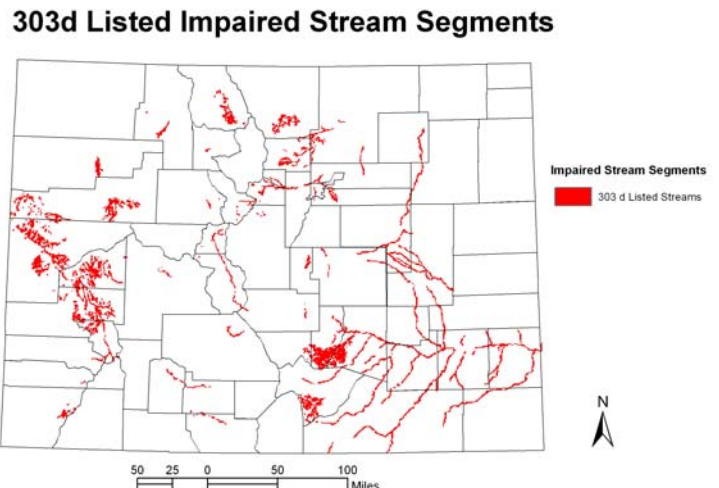 303d Listed Impaired Stream Segments
Impaired Stream Segments
303 d Listed Streams
N
50 25 0 50 100
Miles